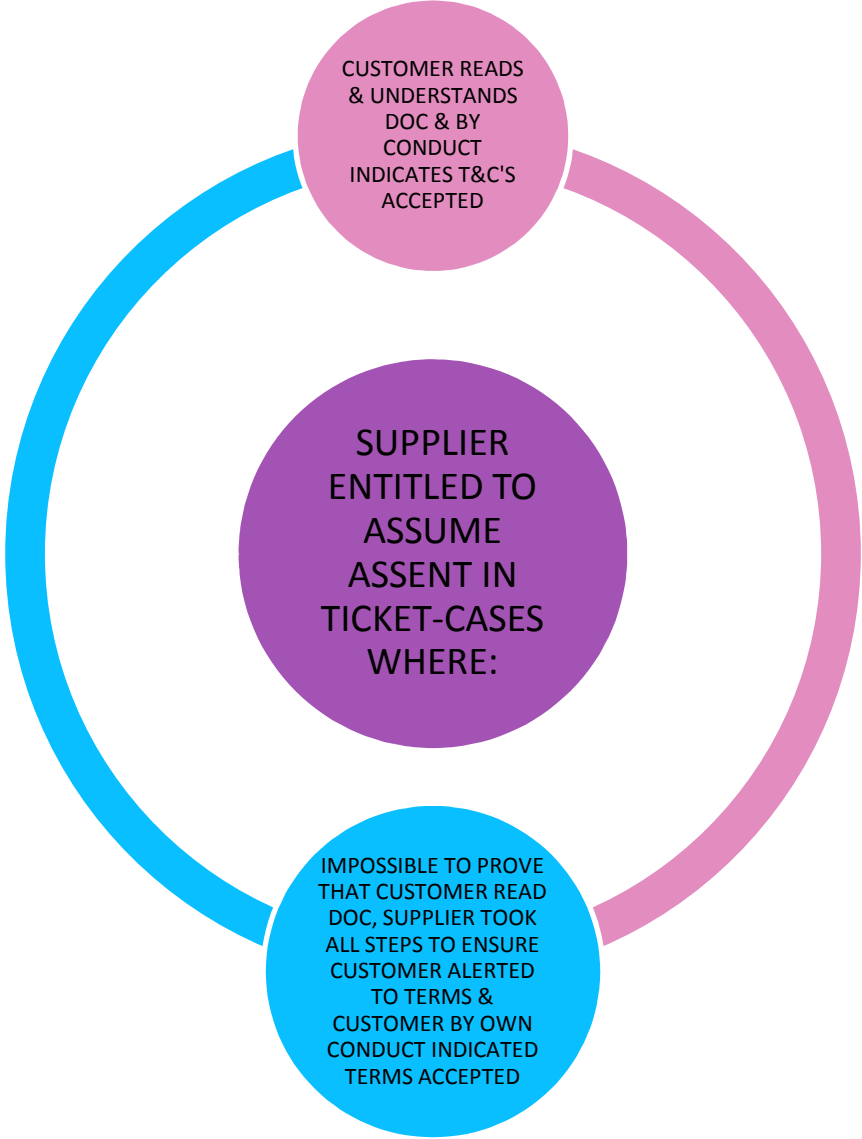 CUSTOMER READS
& UNDERSTANDS
DOC & BY
CONDUCT
INDICATES T&C'S
ACCEPTED
SUPPLIER
ENTITLED TO
ASSUME
ASSENT IN
TICKET-CASES
WHERE:
IMPOSSIBLE TO PROVE
THAT CUSTOMER READ
DOC, SUPPLIER TOOK
ALL STEPS TO ENSURE
CUSTOMER ALERTED
TO TERMS &
CUSTOMER BY OWN
CONDUCT INDICATED
TERMS ACCEPTED